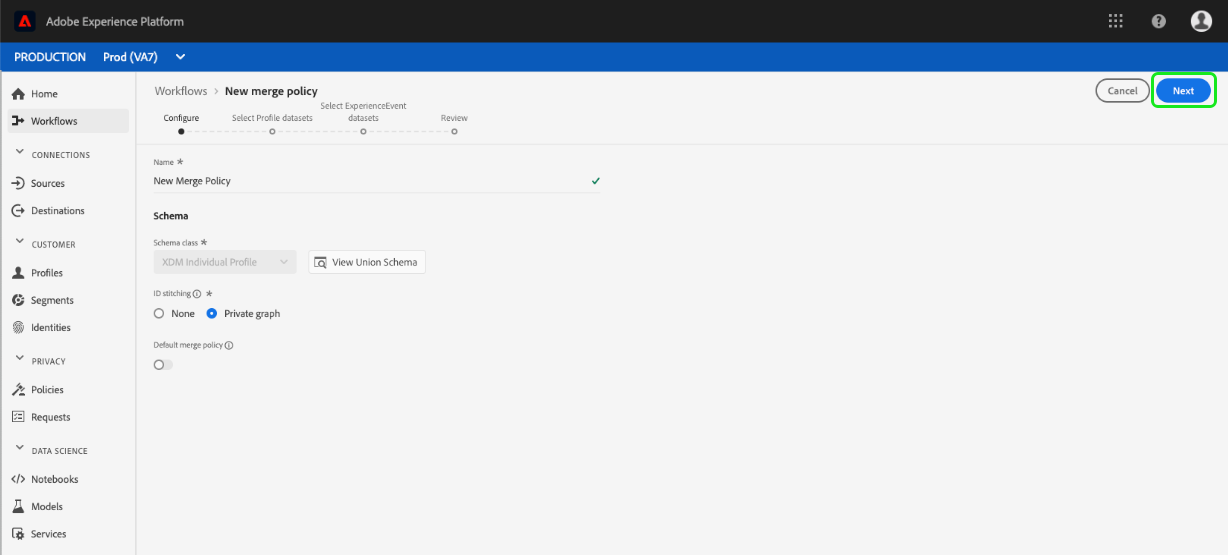 Adobe Experience Platform
PRODUCTION Prod (VA7)
Home
Workflows
CONNECTIONS
Sources
Destinations
CUSTOMER
Profiles
Segments
Identities
PRIVACY
Policies
Requests
DATA SCIENCE
Notebooks
Models
Services
Workflows > New merge policy
Cancel
Next
Configure
Select Profile datasets
Select ExperienceEvent
datasets
Review
Name *
New Merge Policy
Schema
Schema class *
XDM Individual Profile
View Union Schema
ID stitching *
None Private graph
Default merge policy